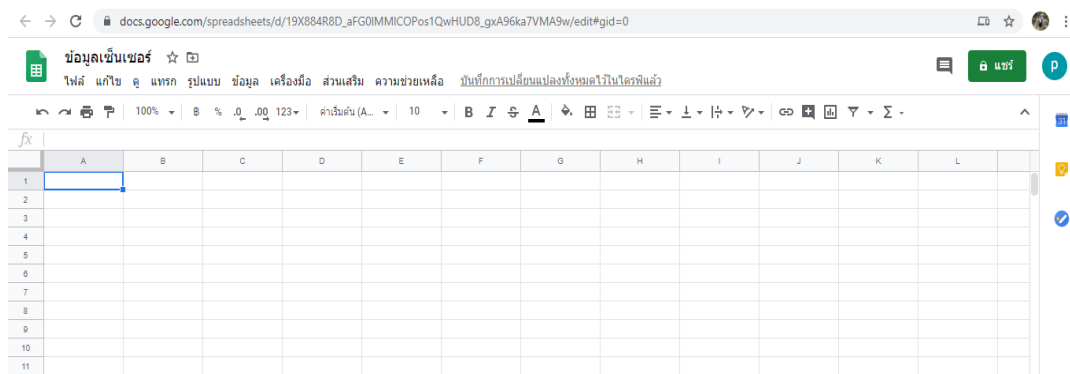 docs.google.com/spreadsheets/d/19X884R8D_aFG0IMMICOPos1QwHUD8_gxA96ka7VMA9w/edit#gid=0
ข้อมูลเซ็นเซอร์
ไฟล์ แก้ไข ดู แทรก รูปแบบ ข้อมูล เครื่องมือ ส่วนเสริม ความช่วยเหลือ บันทึกการเปลี่ยนแปลงทั้งหมดไว้ในไดรฟ์แล้ว
แชร์
p
100% ฿ % .0 .00 123 ค่าเริ่มต้น (A... 10 B I S A
31
fx
A B C D E F G H I J K L
1
2
3
4
5
6
7
8
9
10
11